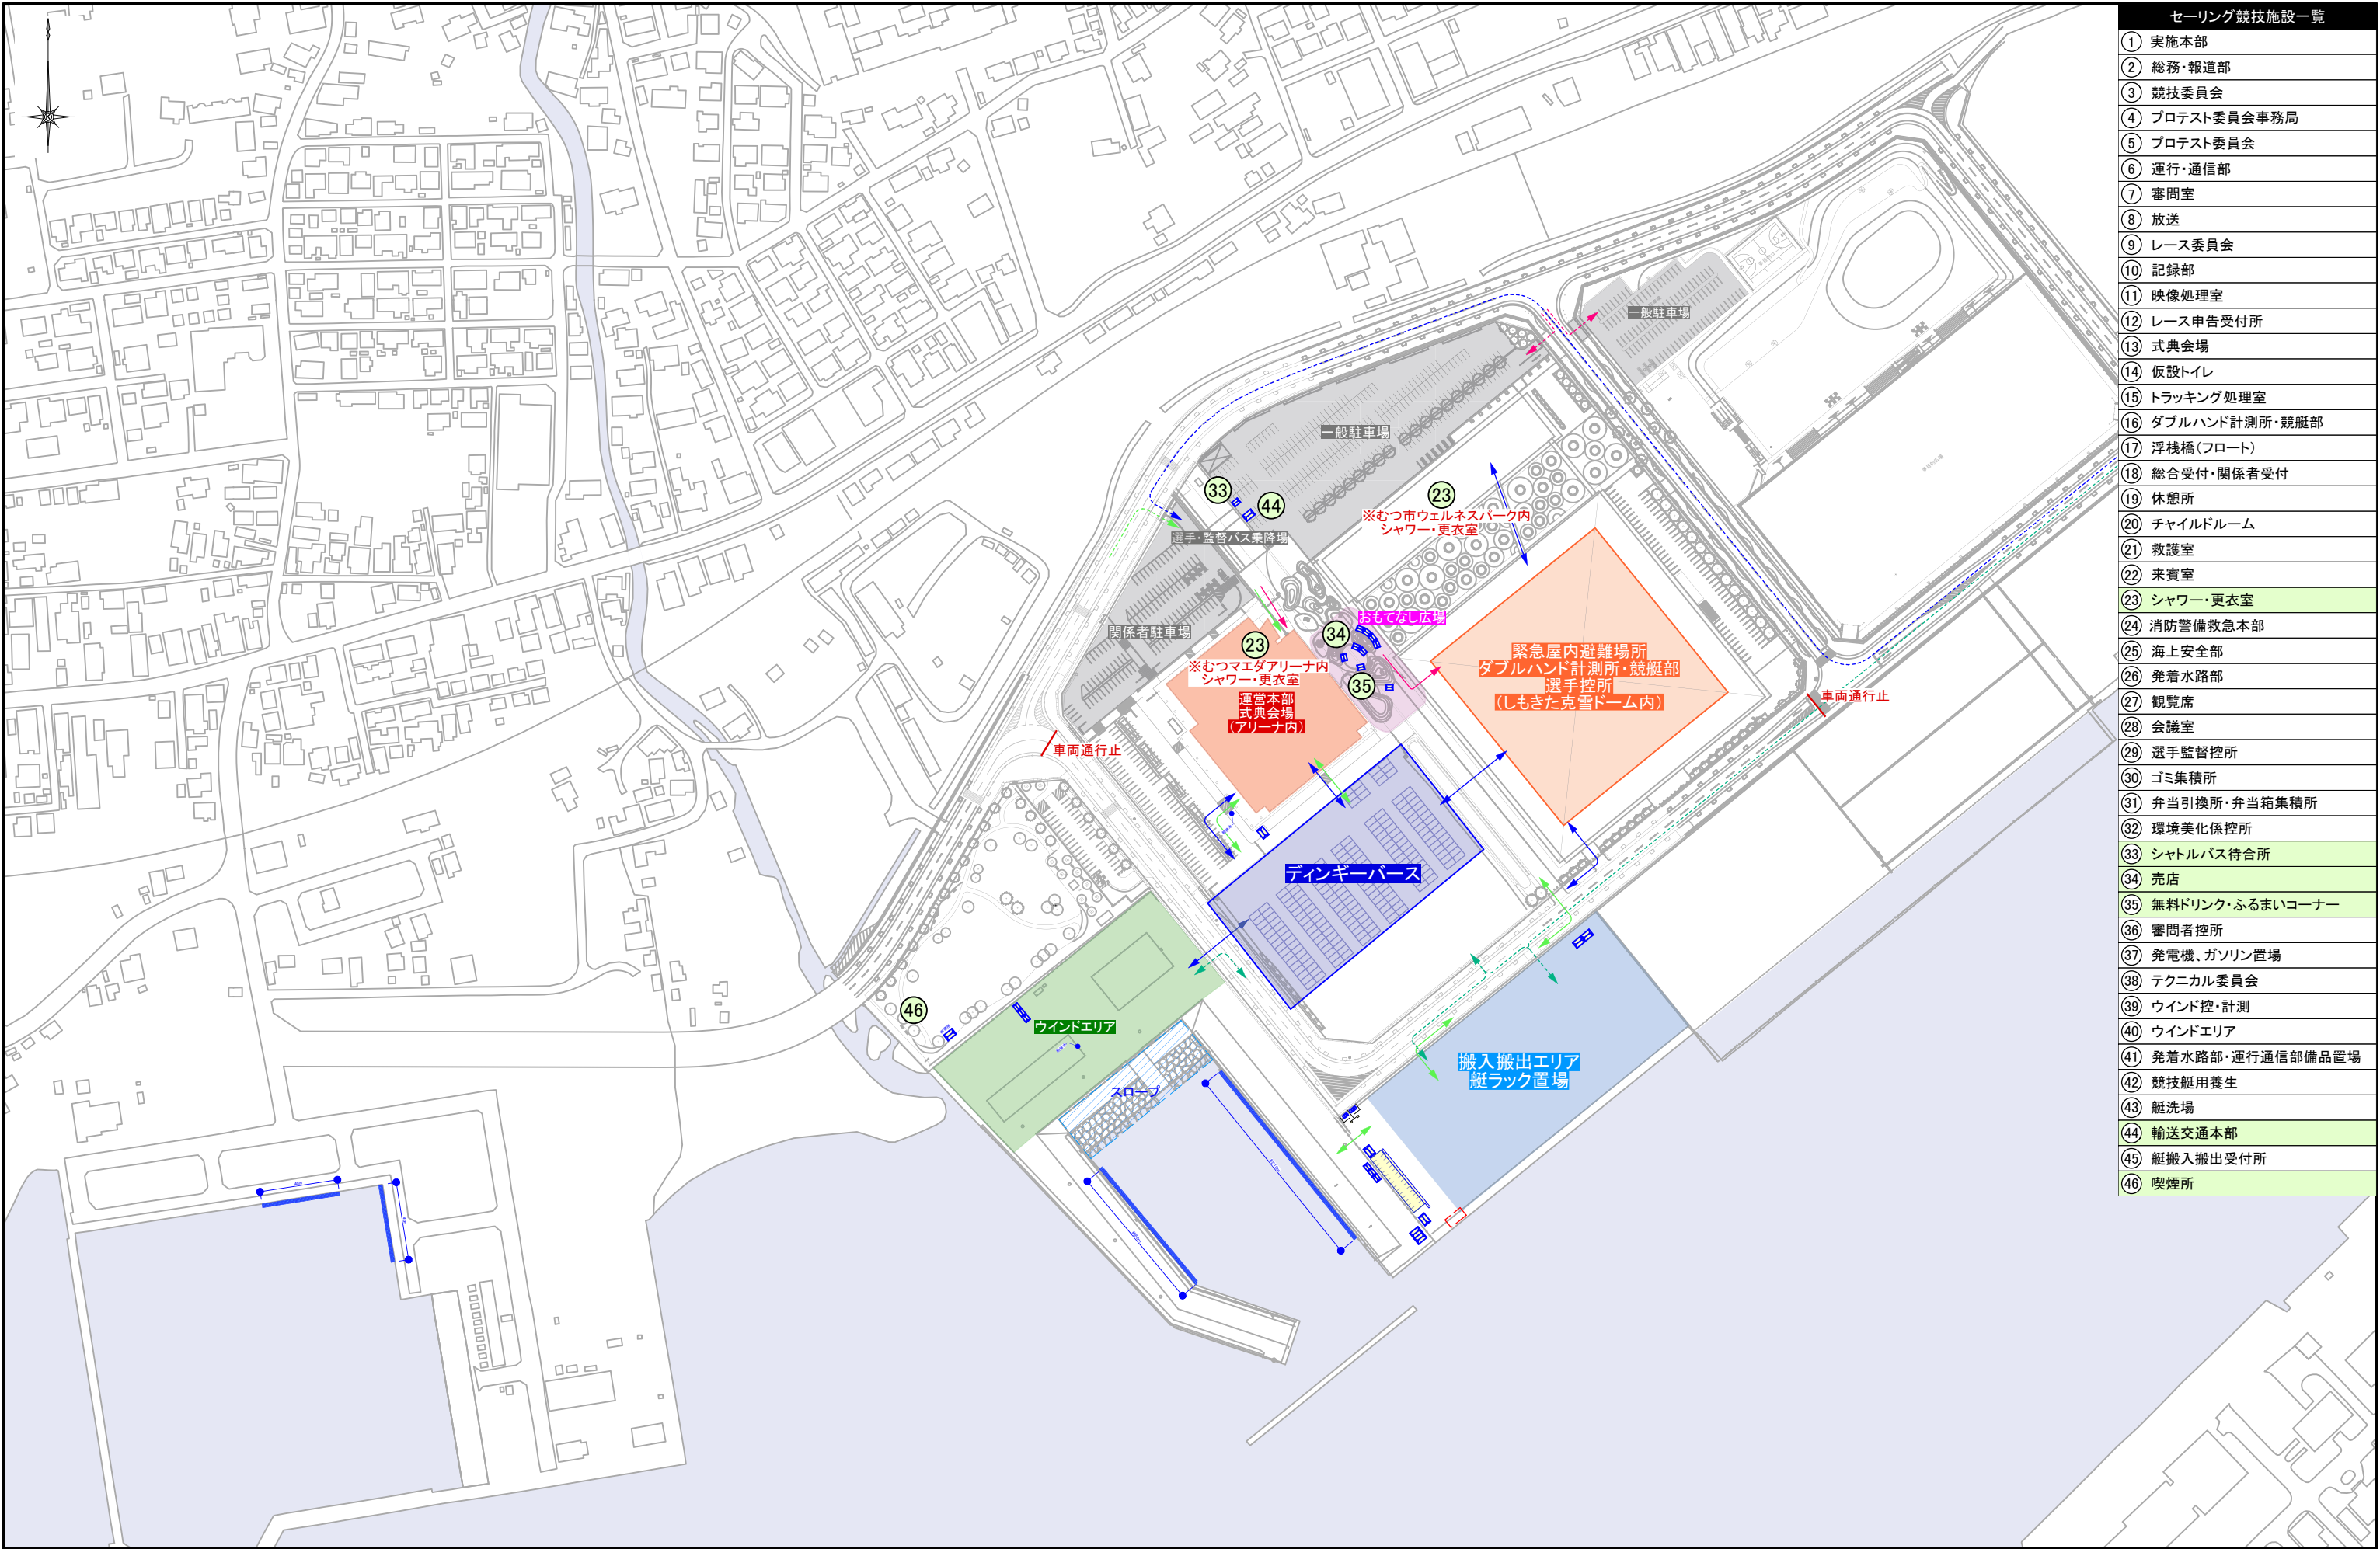 セーリング競技施設一覧
① 実施本部
② 総務・報道部
③ 競技委員会
④ プロテスト委員会事務局
⑤ プロテスト委員会
⑥ 運行・通信部
⑦ 審問室
⑧ 放送
⑨ レース委員会
⑩ 記録部
⑪ 映像処理室
⑫ レース申告受付所
⑬ 式典会場
⑭ 仮設トイレ
⑮ トラッキング処理室
⑯ ダブルハンド計測所・競艇部
⑰ 浮桟橋(フロート)
⑱ 総合受付・関係者受付
⑲ 休憩所
⑳ チャイルドルーム
㉑ 救護室
㉒ 来賓室
㉓ シャワー・更衣室
㉔ 消防警備救急本部
㉕ 海上安全部
㉖ 発着水路部
㉗ 観覧席
㉘ 会議室
㉙ 選手監督控所
㉚ ゴミ集積所
㉛ 弁当引換所・弁当箱集積所
㉜ 環境美化係控所
㉝ シャトルバス待合所
㉞ 売店
㉟ 無料ドリンク・ふるまいコーナー
㊱ 審問者控所
㊲ 発電機、ガソリン置場
㊳ テクニカル委員会
㊴ ウインド控・計測
㊵ ウインドエリア
㊶ 発着水路部・運行通信部備品置場
㊷ 競技艇用養生
㊸ 艇洗場
㊹ 輸送交通本部
㊺ 艇搬入搬出受付所
㊻ 喫煙所
一般駐車場
一般駐車場
㉝
㊹
選手・監督バス乗降場
㉓
※むつ市ウェルネスパーク内
シャワー・更衣室
関係者駐車場
㉓
※むつマエダアリーナ内
シャワー・更衣室
運営本部
式典会場
(アリーナ内)
おもてなし広場
㉞
㉟
緊急屋内避難場所
ダブルハンド計測所・競艇部
選手控所
(しもきた克雪ドーム内)
車両通行止
車両通行止
ディンギーバース
㊻
ウインドエリア
スロープ
搬入搬出エリア
艇ラック置場